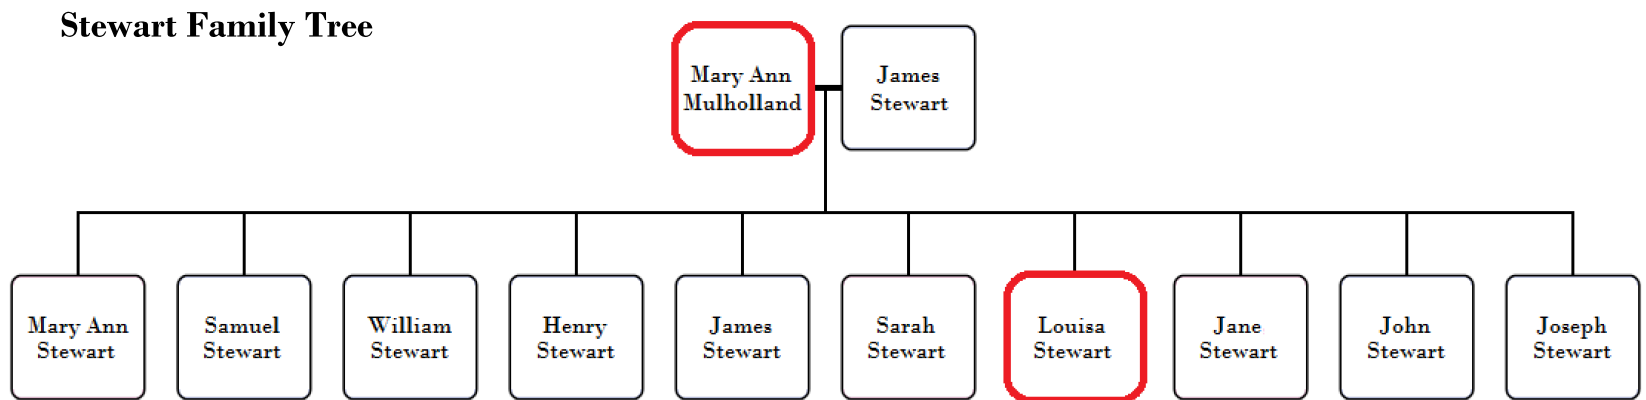 Stewart Family Tree
Mary Ann
Mulholland
James
Stewart
Mary Ann
Stewart
Samuel
Stewart
William
Stewart
Henry
Stewart
James
Stewart
Sarah
Stewart
Louisa
Stewart
Jane
Stewart
John
Stewart
Joseph
Stewart